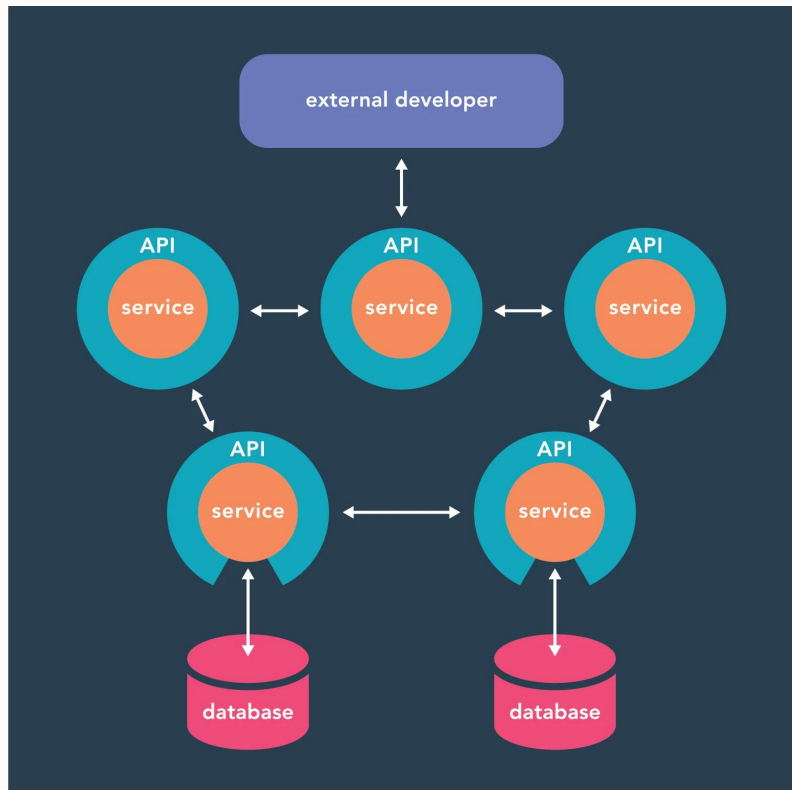 external developer
API
API
API
service
service
service
API
API
service
service
database
database